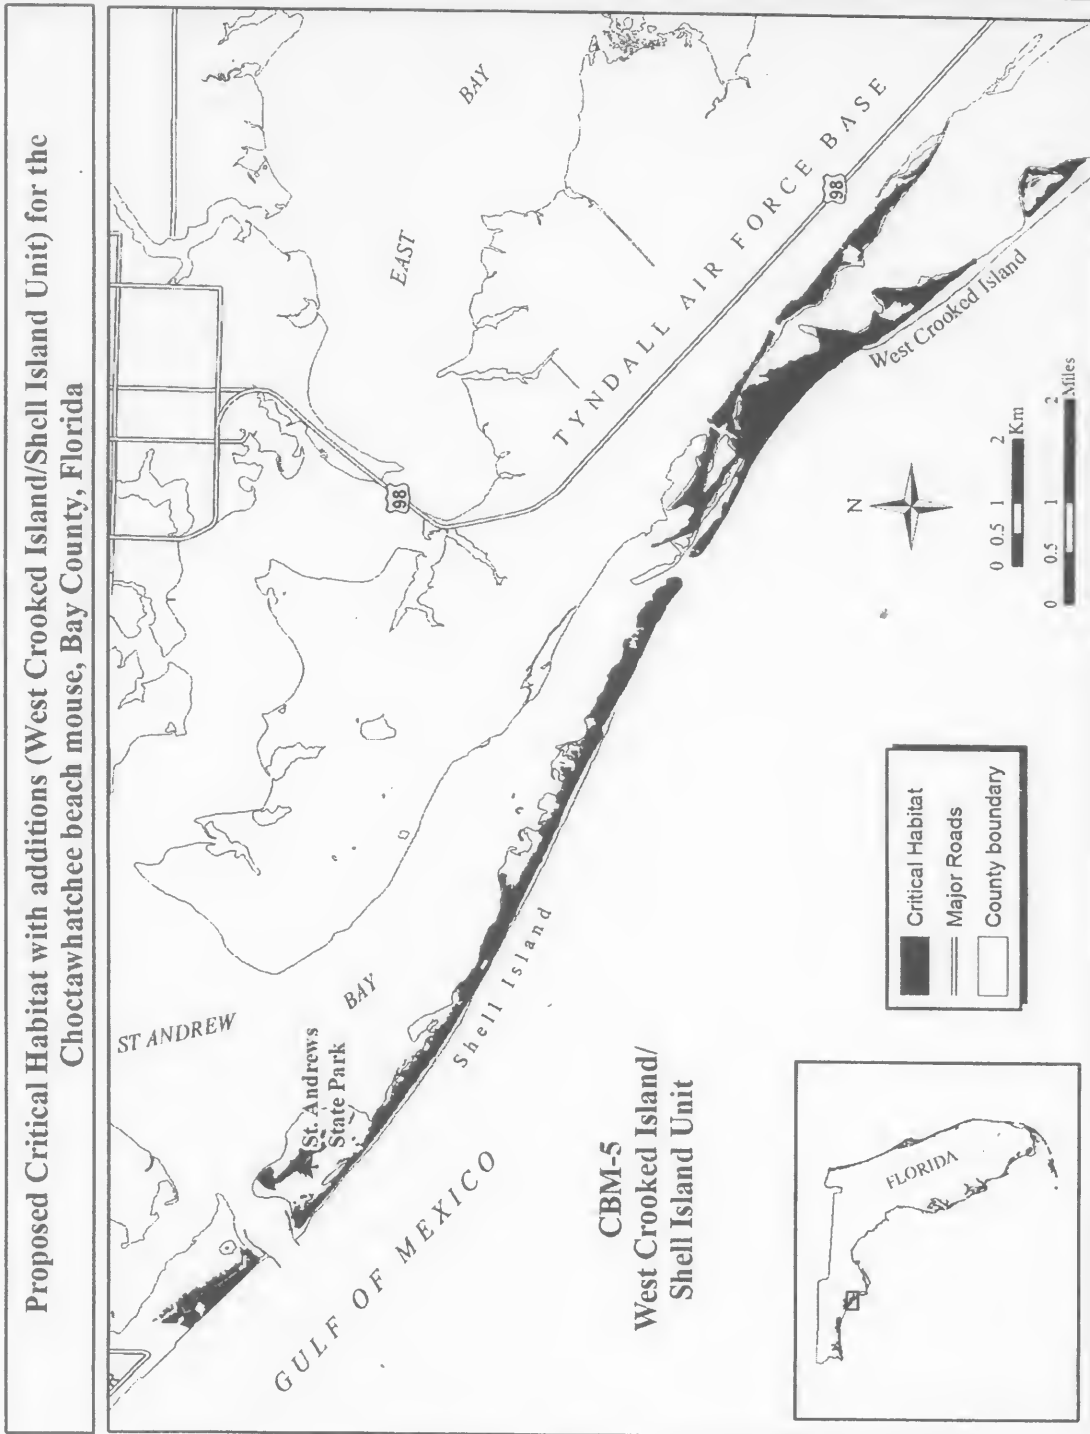 Proposed Critical Habitat with additions (West Crooked Island/Shell Island Unit) for the
Choctawhatchee beach mouse, Bay County, Florida
ST ANDREW
BAY
EAST
BAY
98
TYNDALL AIR FORCE BASE
98
St. Andrews
State Park
Shell Island
West Crooked Island
GULF OF MEXICO
CBM-5
West Crooked Island/
Shell Island Unit
N
0 0.5 1 2
Km
0 0.5 1 2
Miles
Critical Habitat
Major Roads
County boundary
FLORIDA